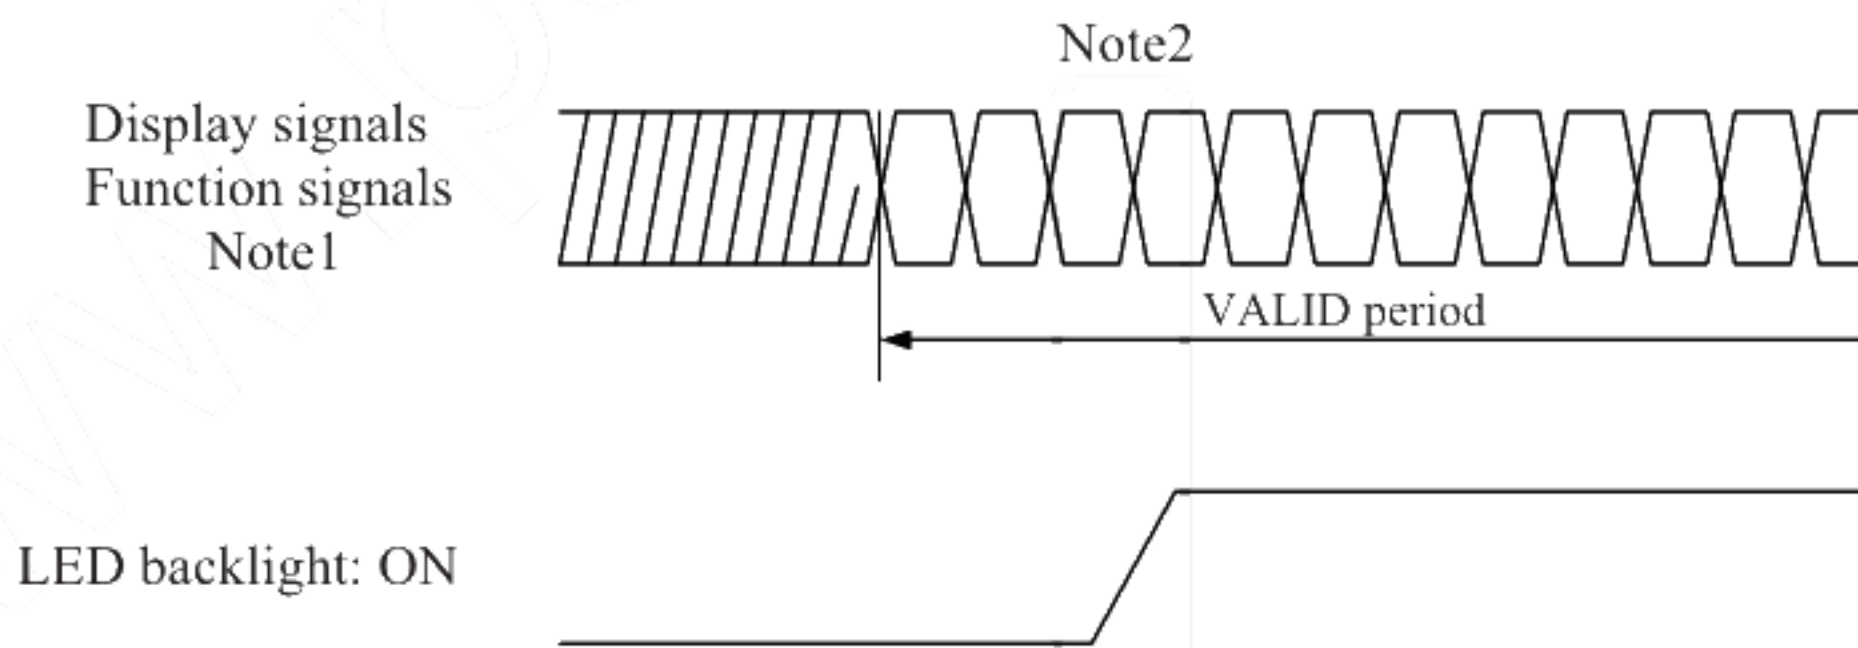 Note2
Display signals
Function signals
Note1
VALID period
LED backlight: ON